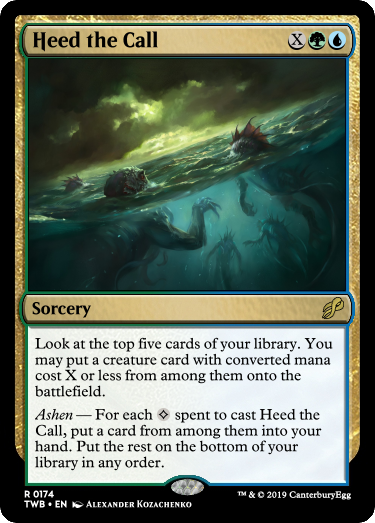 Heed the Call X
Sorcery
Look at the top five cards of your library. You
may put a creature card with converted mana
cost X or less from among them onto the
battlefield.
Ashen — For each spent to cast Heed the
Call, put a card from among them into your
hand. Put the rest on the bottom of your
library in any order.
R 0174
TWB • EN Alexander Kozachenko
™ & © 2019 CanterburyEgg